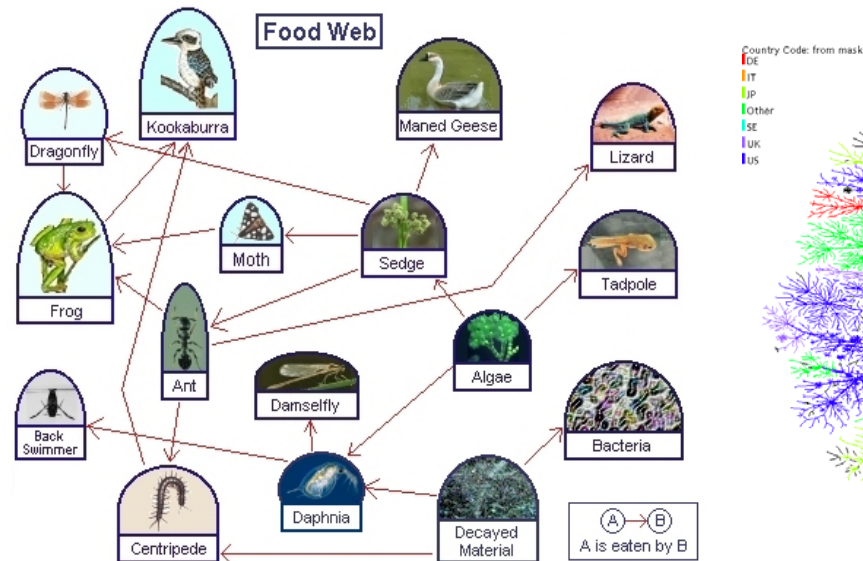 Food Web
Country Code: from mask
DE
IT
JP
Other
SE
UK
US
Dragonfly
Kookaburra
Maned Geese
Lizard
Frog
Moth
Sedge
Tadpole
Ant
Damselfly
Algae
Back
Swimmer
Bacteria
Centripede
Daphnia
Decayed
Material
A
B
A is eaten by B